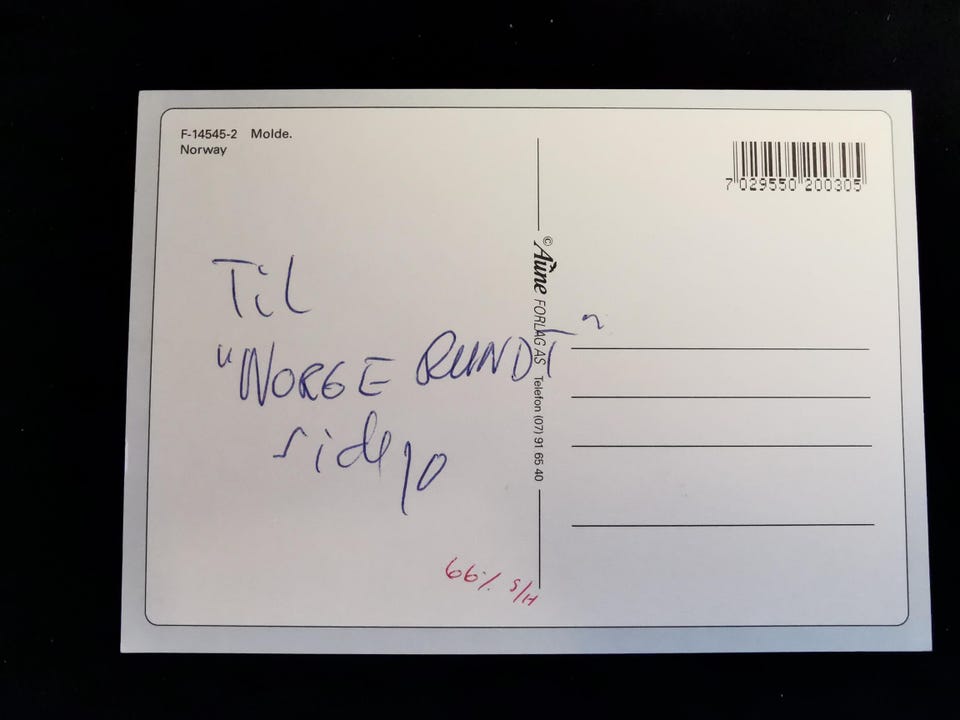 F-14545-2 Molde.
Norway
7 029550 200305
Til
"NORGE RUNDT"
side 10
© Aune FORLAG AS Telefon (07) 91 65 40
66%
H/S